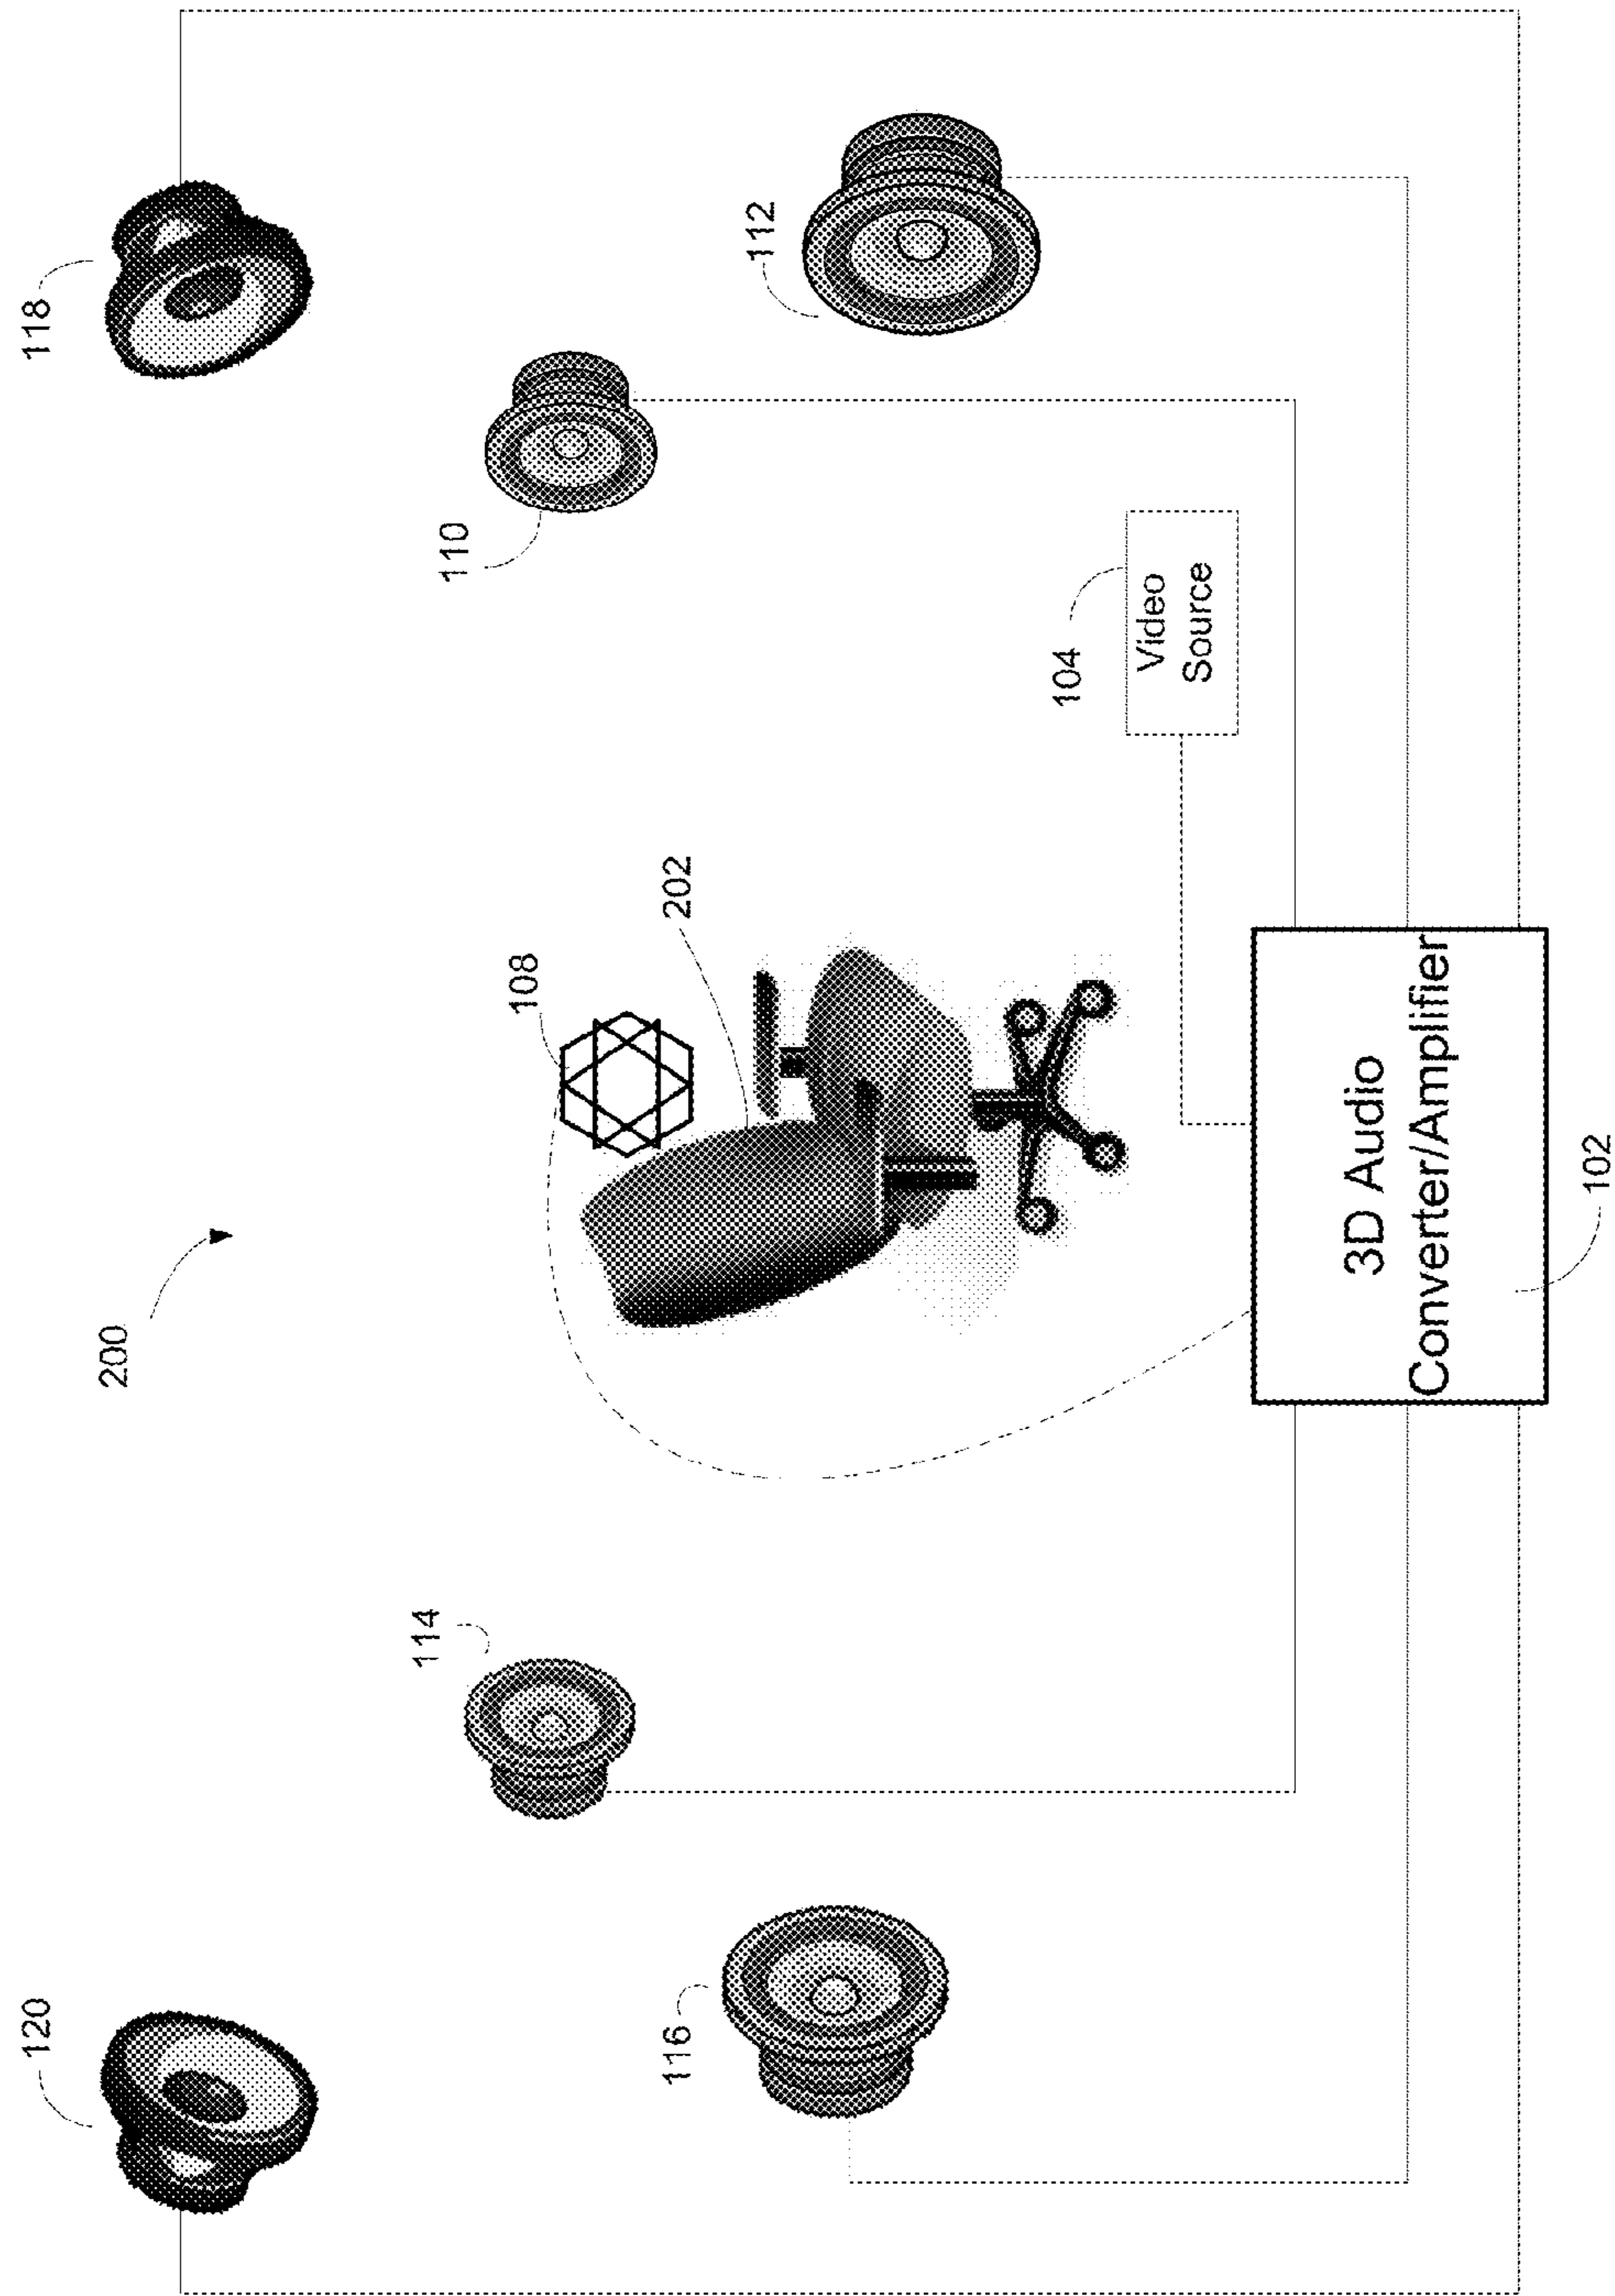 120
118
200
114
110
116
108
112
202
104
Video
Source
3D Audio
Converter/Amplifier
102